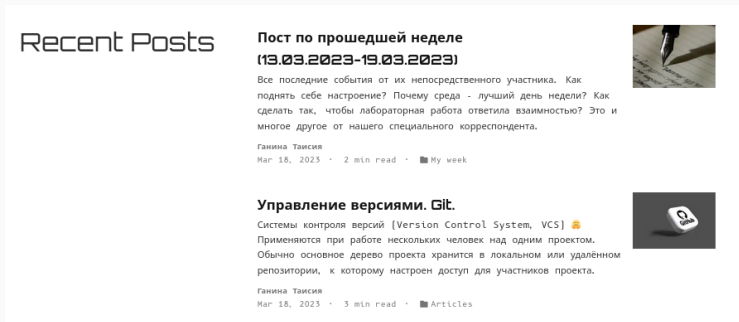 Recent Posts
Пост по прошедшей неделе
(13.03.2023-19.03.2023)
Все последние события от их непосредственного участника. Как
поднять себе настроение? Почему среда - лучший день недели? Как
сделать так, чтобы лабораторная работа ответила взаимностью? Это и
многое другое от нашего специального корреспондента.
Ганина Таисия
Mar 18, 2023 · 2 min read · My week
Управление версиями. Git.
Системы контроля версий [Version Control System, VCS] 🤗
Применяются при работе нескольких человек над одним проектом.
Обычно основное дерево проекта хранится в локальном или удалённом
репозитории, к которому настроен доступ для участников проекта.
Ганина Таисия
Mar 18, 2023 · 3 min read · Articles